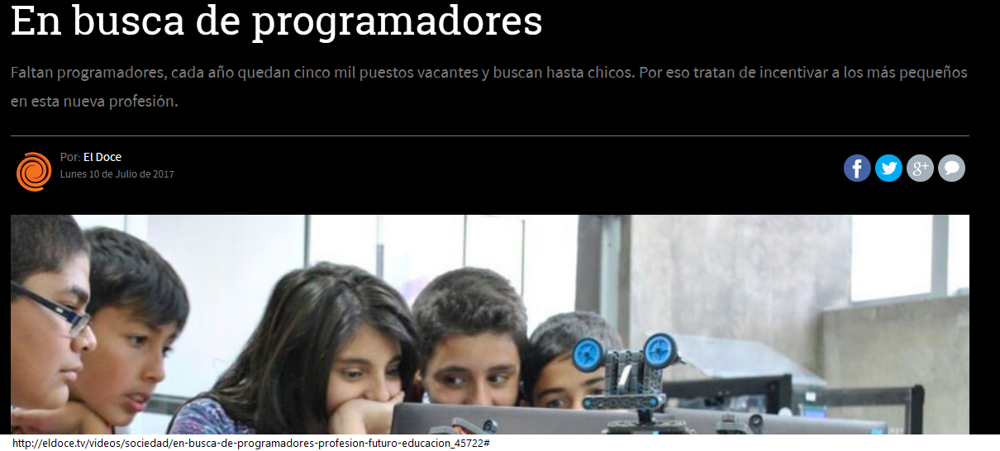 En busca de programadores
Faltan programadores, cada año quedan cinco mil puestos vacantes y buscan hasta chicos. Por eso tratan de incentivar a los más pequeños
en esta nueva profesión.
Por: El Doce
Lunes 10 de Julio de 2017
g+
http://eldoce.tv/videos/sociedad/en-busca-de-programadores-profesion-futuro-educacion_45722#